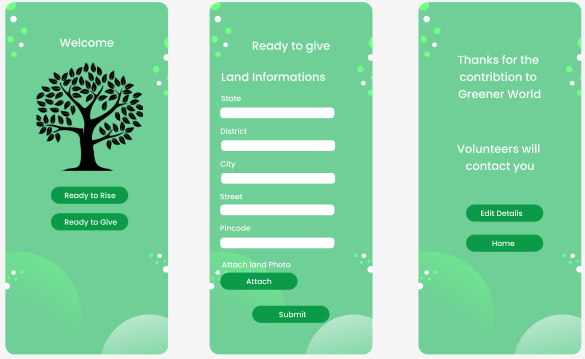 Welcome
Ready to Rise
Ready to Give
Ready to give
Land Informations
State
District
City
Street
Pincode
Attach land Photo
Attach
Submit
Thanks for the
contribtion to
Greener World
Volunteers will
contact you
Edit Details
Home